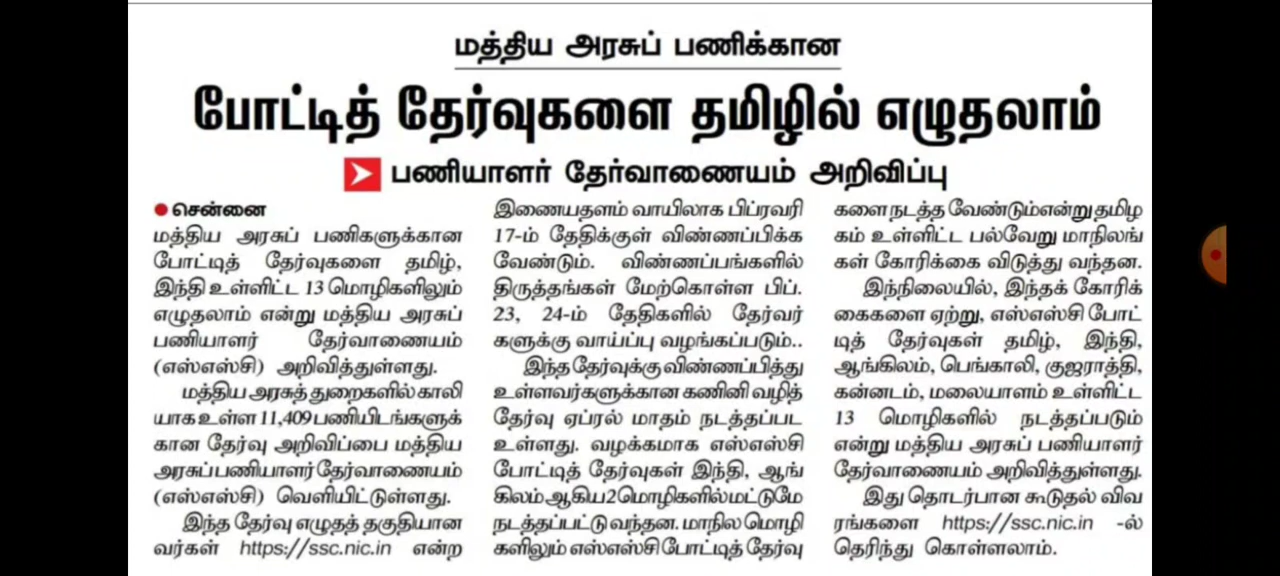 மத்திய அரசுப் பணிக்கான
போட்டித் தேர்வுகளை தமிழில் எழுதலாம்
பணியாளர் தேர்வாணையம் அறிவிப்பு
சென்னை
மத்திய அரசுப் பணிகளுக்கான
போட்டித் தேர்வுகளை தமிழ்,
இந்தி உள்ளிட்ட 13 மொழிகளிலும்
எழுதலாம் என்று மத்திய அரசுப்
பணியாளர் தேர்வாணையம்
(எஸ்எஸ்சி) அறிவித்துள்ளது.
மத்திய அரசுத் துறைகளில் காலி
யாக உள்ள 11,409 பணியிடங்களுக்
கான தேர்வு அறிவிப்பை மத்திய
அரசுப் பணியாளர் தேர்வாணையம்
(எஸ்எஸ்சி) வெளியிட்டுள்ளது.
இந்த தேர்வு எழுதத் தகுதியான
வர்கள் https://ssc.nic.in என்ற
இணையதளம் வாயிலாக பிப்ரவரி
17-ம் தேதிக்குள் விண்ணப்பிக்க
வேண்டும். விண்ணப்பங்களில்
திருத்தங்கள் மேற்கொள்ள பிப்.
23, 24-ம் தேதிகளில் தேர்வர்
களுக்கு வாய்ப்பு வழங்கப்படும்..
இந்த தேர்வுக்கு விண்ணப்பித்து
உள்ளவர்களுக்கான கணினி வழித்
தேர்வு ஏப்ரல் மாதம் நடத்தப்பட
உள்ளது. வழக்கமாக எஸ்எஸ்சி
போட்டித் தேர்வுகள் இந்தி, ஆங்
கிலம் ஆகிய 2 மொழிகளில் மட்டுமே
நடத்தப்பட்டு வந்தன. மாநில மொழி
களிலும் எஸ்எஸ்சி போட்டித் தேர்வு
களை நடத்த வேண்டும் என்று தமிழ
கம் உள்ளிட்ட பல்வேறு மாநிலங்
கள் கோரிக்கை விடுத்து வந்தன.
இந்நிலையில், இந்தக் கோரிக்
கைகளை ஏற்று, எஸ்எஸ்சி போட்
டித் தேர்வுகள் தமிழ், இந்தி,
ஆங்கிலம், பெங்காலி, குஜராத்தி,
கன்னடம், மலையாளம் உள்ளிட்ட
13 மொழிகளில் நடத்தப்படும்
என்று மத்திய அரசுப் பணியாளர்
தேர்வாணையம் அறிவித்துள்ளது.
இது தொடர்பான கூடுதல் விவ
ரங்களை https://ssc.nic.in -ல்
தெரிந்து கொள்ளலாம்.